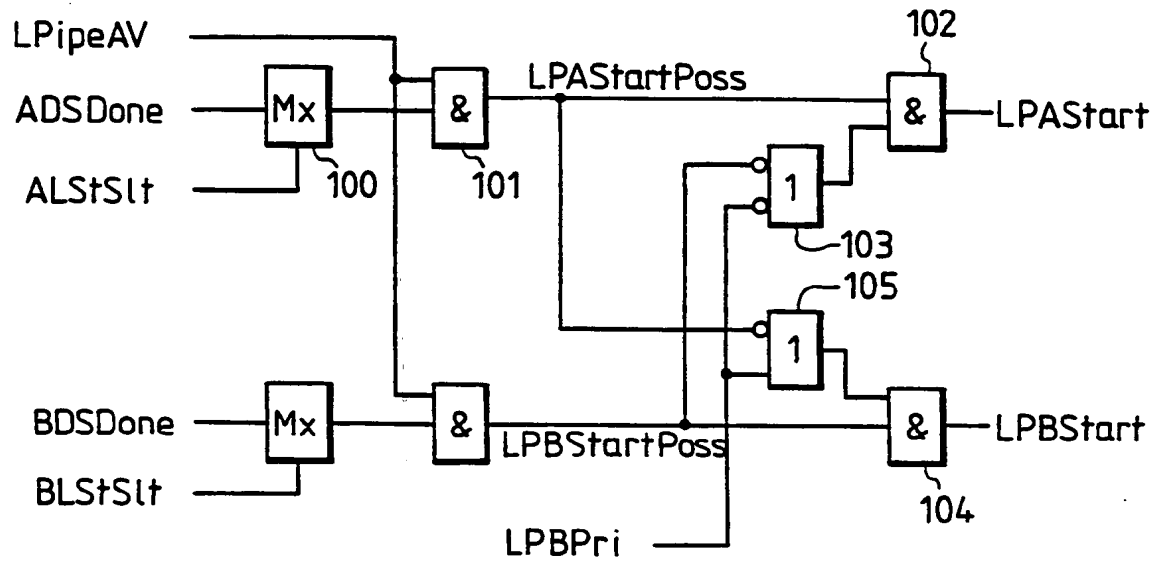 LPipeAV
102
LPAStartPoss
ADSDone
Mx
&
&
LPAStart
ALStSlt
100
101
1
103
105
1
BDSDone
Mx
&
LPBStartPoss
&
LPBStart
BLStSlt
104
LPBPri